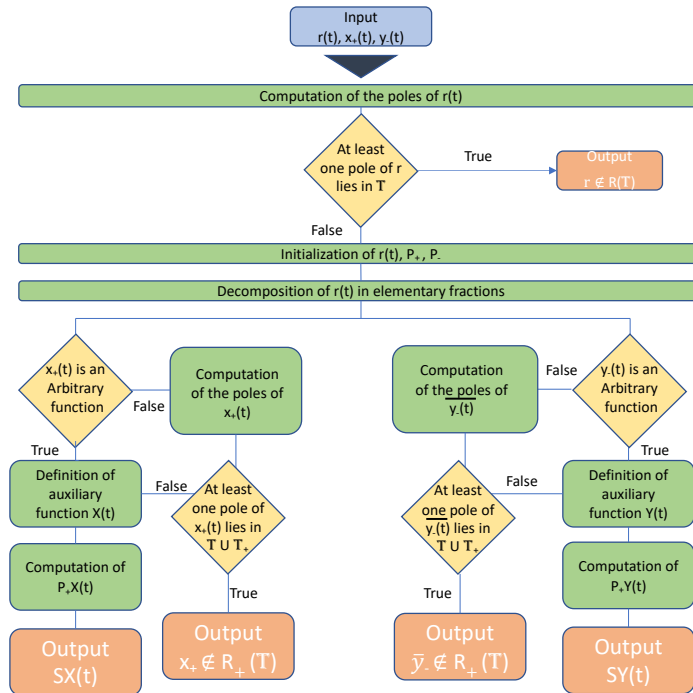 Input
r(t), x₊(t), y₋(t)
Computation of the poles of r(t)
At least
one pole of r
lies in 𝕋
True
Output
r ∉ R(𝕋)
False
Initialization of r(t), P₊, P₋
Decomposition of r(t) in elementary fractions
x₊(t) is an
Arbitrary
function
False
Computation
of the poles of
x₊(t)
True
Definition of
auxiliary
function X(t)
False
At least
one pole of
x₊(t) lies in
𝕋 ∪ 𝕋₊
Computation of
P₊X(t)
True
Output
SX(t)
Output
x₊ ∉ R₊(𝕋)
Computation
of the poles of
y̅₋(t)
False
y₋(t) is an
Arbitrary
function
True
At least
one pole of
y̅₋(t) lies in
𝕋 ∪ 𝕋₊
False
Definition of
auxiliary
function Y(t)
Computation of
P₊Y(t)
True
Output
y̅₋ ∉ R₊(𝕋)
Output
SY(t)